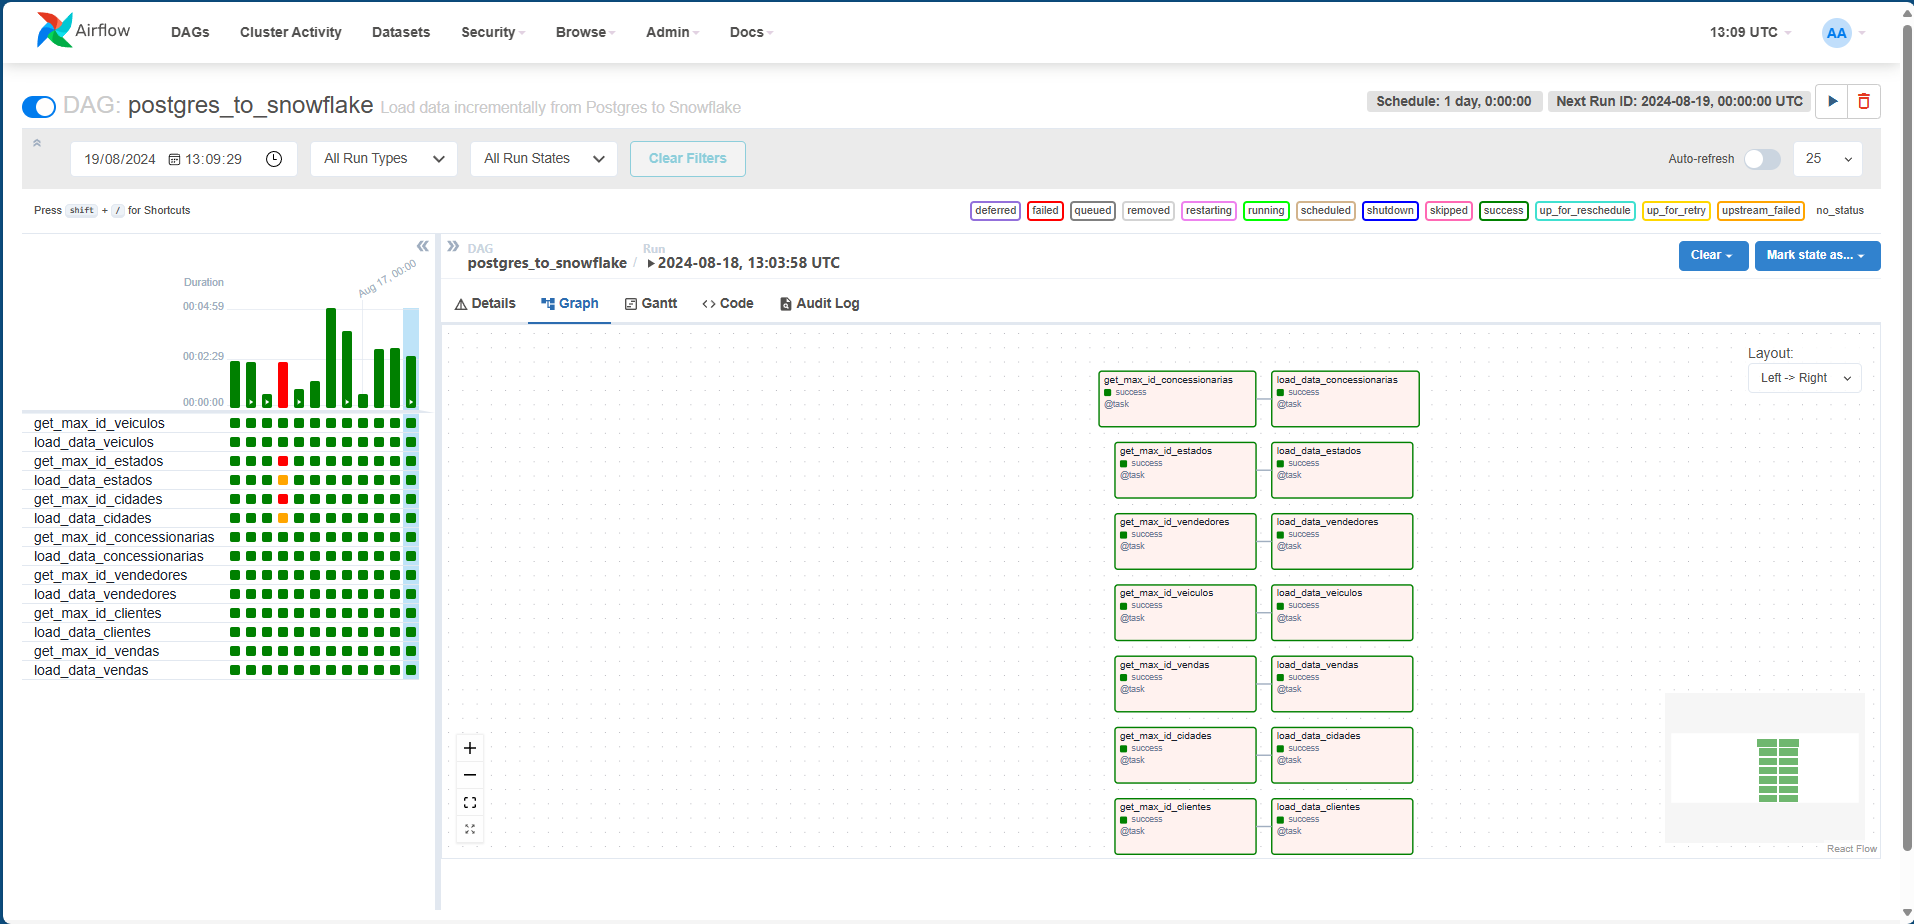 Airflow DAGs Cluster Activity Datasets Security Browse Admin Docs 13:09 UTC AA
DAG: postgres_to_snowflake Load data incrementally from Postgres to Snowflake Schedule: 1 day, 0:00:00 Next Run ID: 2024-08-19, 00:00:00 UTC
19/08/2024 13:09:29 All Run Types All Run States Clear Filters Auto-refresh 25
Press shift + / for Shortcuts deferred failed queued removed restarting running scheduled shutdown skipped success up_for_reschedule up_for_retry upstream_failed no_status
Duration
Aug 17, 00:00
00:04:59
00:02:29
00:00:00
get_max_id_veiculos
load_data_veiculos
get_max_id_estados
load_data_estados
get_max_id_cidades
load_data_cidades
get_max_id_concessionarias
load_data_concessionarias
get_max_id_vendedores
load_data_vendedores
get_max_id_clientes
load_data_clientes
get_max_id_vendas
load_data_vendas
DAG Run
postgres_to_snowflake / 2024-08-18, 13:03:58 UTC
Clear Mark state as...
Details Graph Gantt Code Audit Log
Layout:
Left -> Right
get_max_id_concessionarias
success
@task
load_data_concessionarias
success
@task
get_max_id_estados
success
@task
load_data_estados
success
@task
get_max_id_vendedores
success
@task
load_data_vendedores
success
@task
get_max_id_veiculos
success
@task
load_data_veiculos
success
@task
get_max_id_vendas
success
@task
load_data_vendas
success
@task
get_max_id_cidades
success
@task
load_data_cidades
success
@task
get_max_id_clientes
success
@task
load_data_clientes
success
@task
React Flow